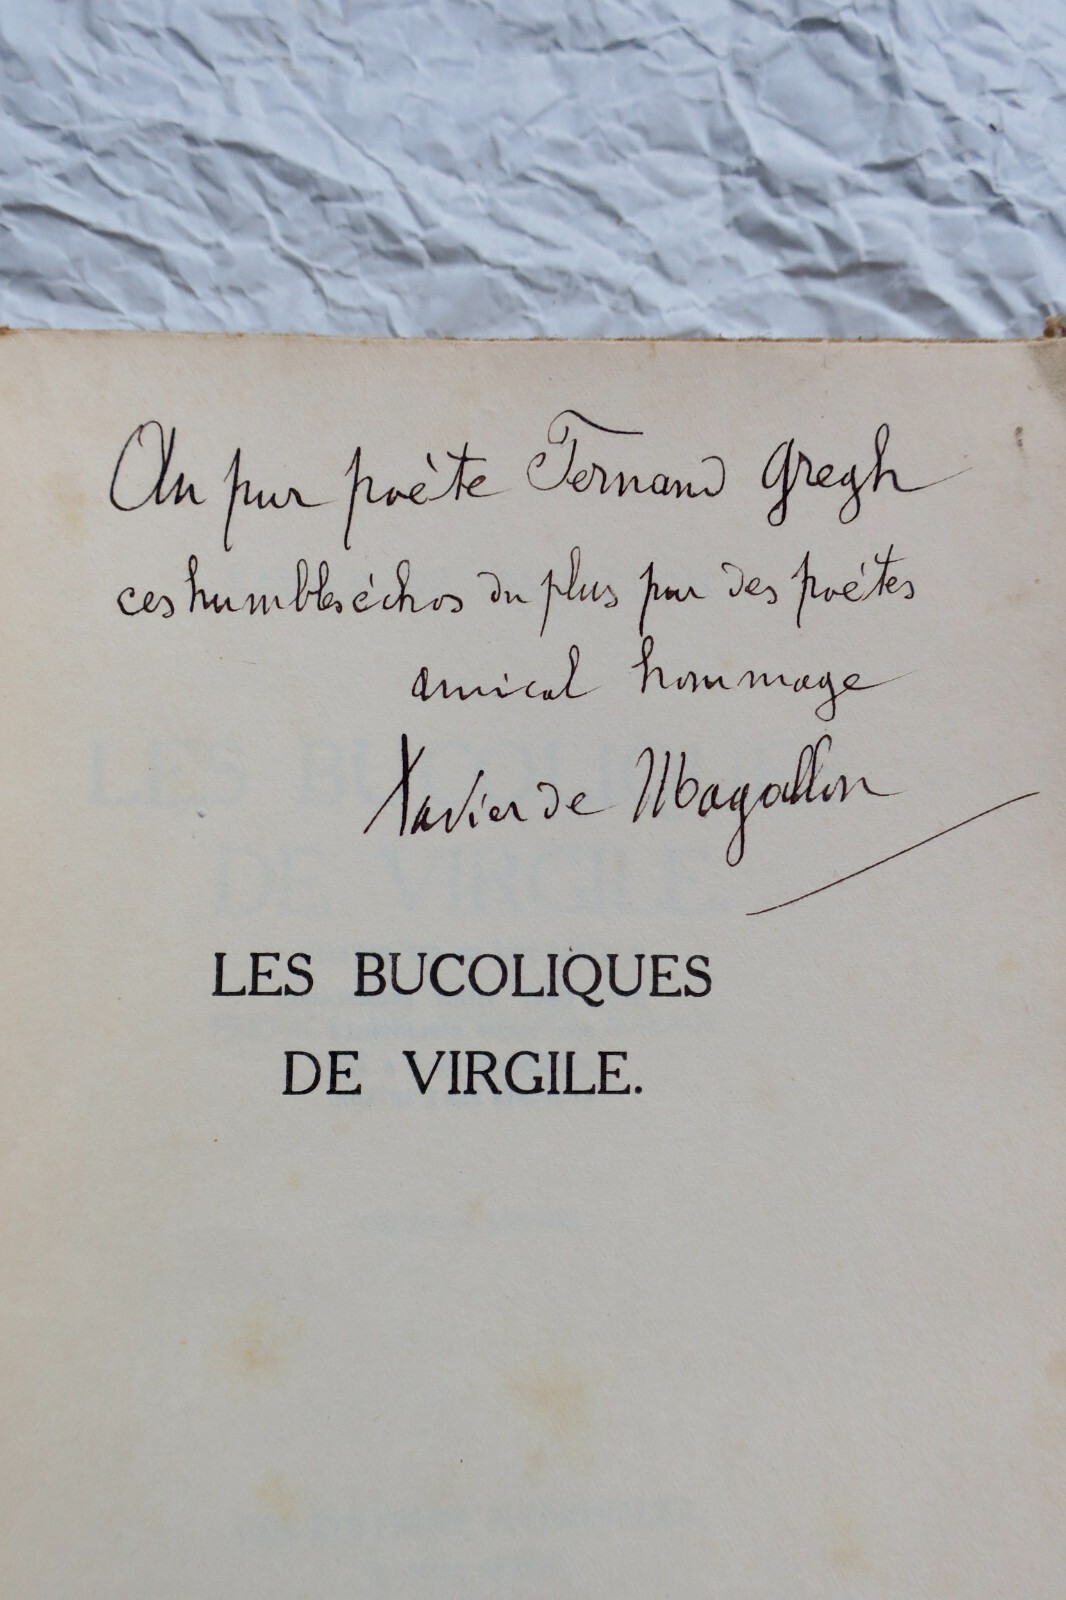 Au pur poète Fernand Gregh
ces humbles échos du plus pur des poétes
amical hommage
Xavier de Magallon
LES BUCOLIQUES
DE VIRGILE.